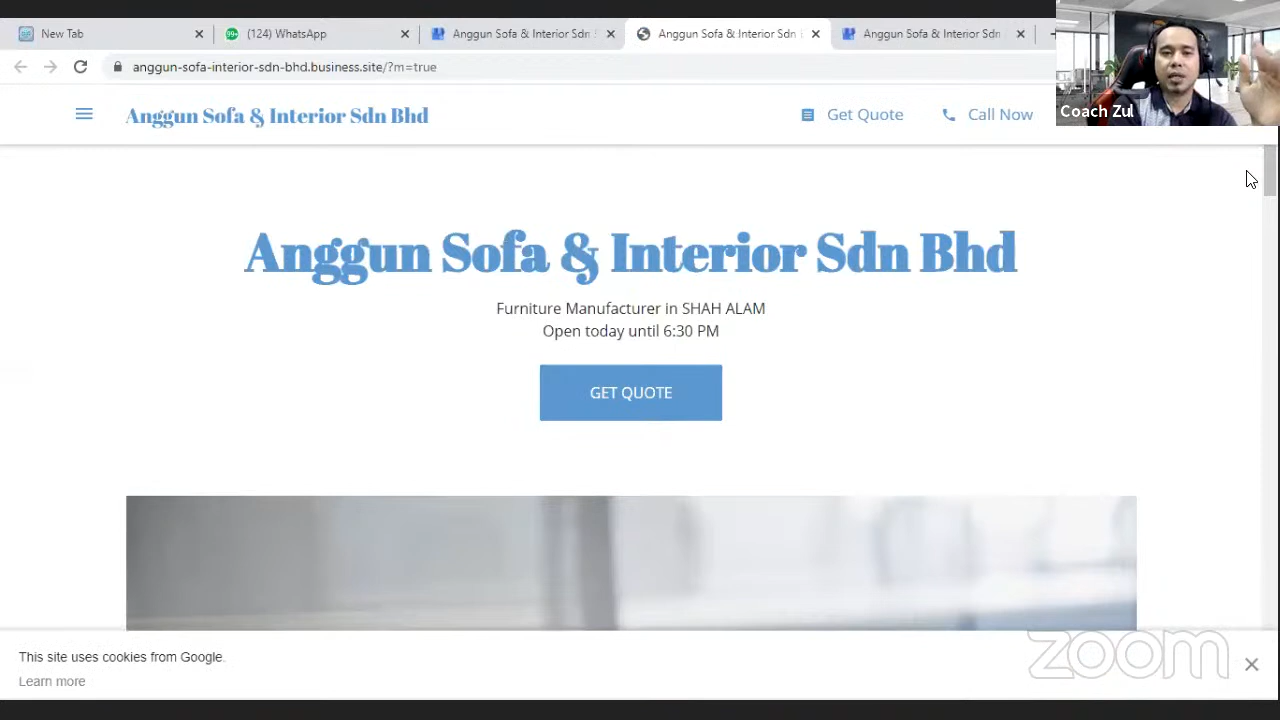 New Tab
99+
(124) WhatsApp
Anggun Sofa & Interior Sdn
Anggun Sofa & Interior Sdn
Anggun Sofa & Interior Sdn
anggun-sofa-interior-sdn-bhd.business.site/?m=true
Coach Zul
Anggun Sofa & Interior Sdn Bhd
Get Quote
Call Now
Anggun Sofa & Interior Sdn Bhd
Furniture Manufacturer in SHAH ALAM
Open today until 6:30 PM
GET QUOTE
This site uses cookies from Google.
Learn more
zoom